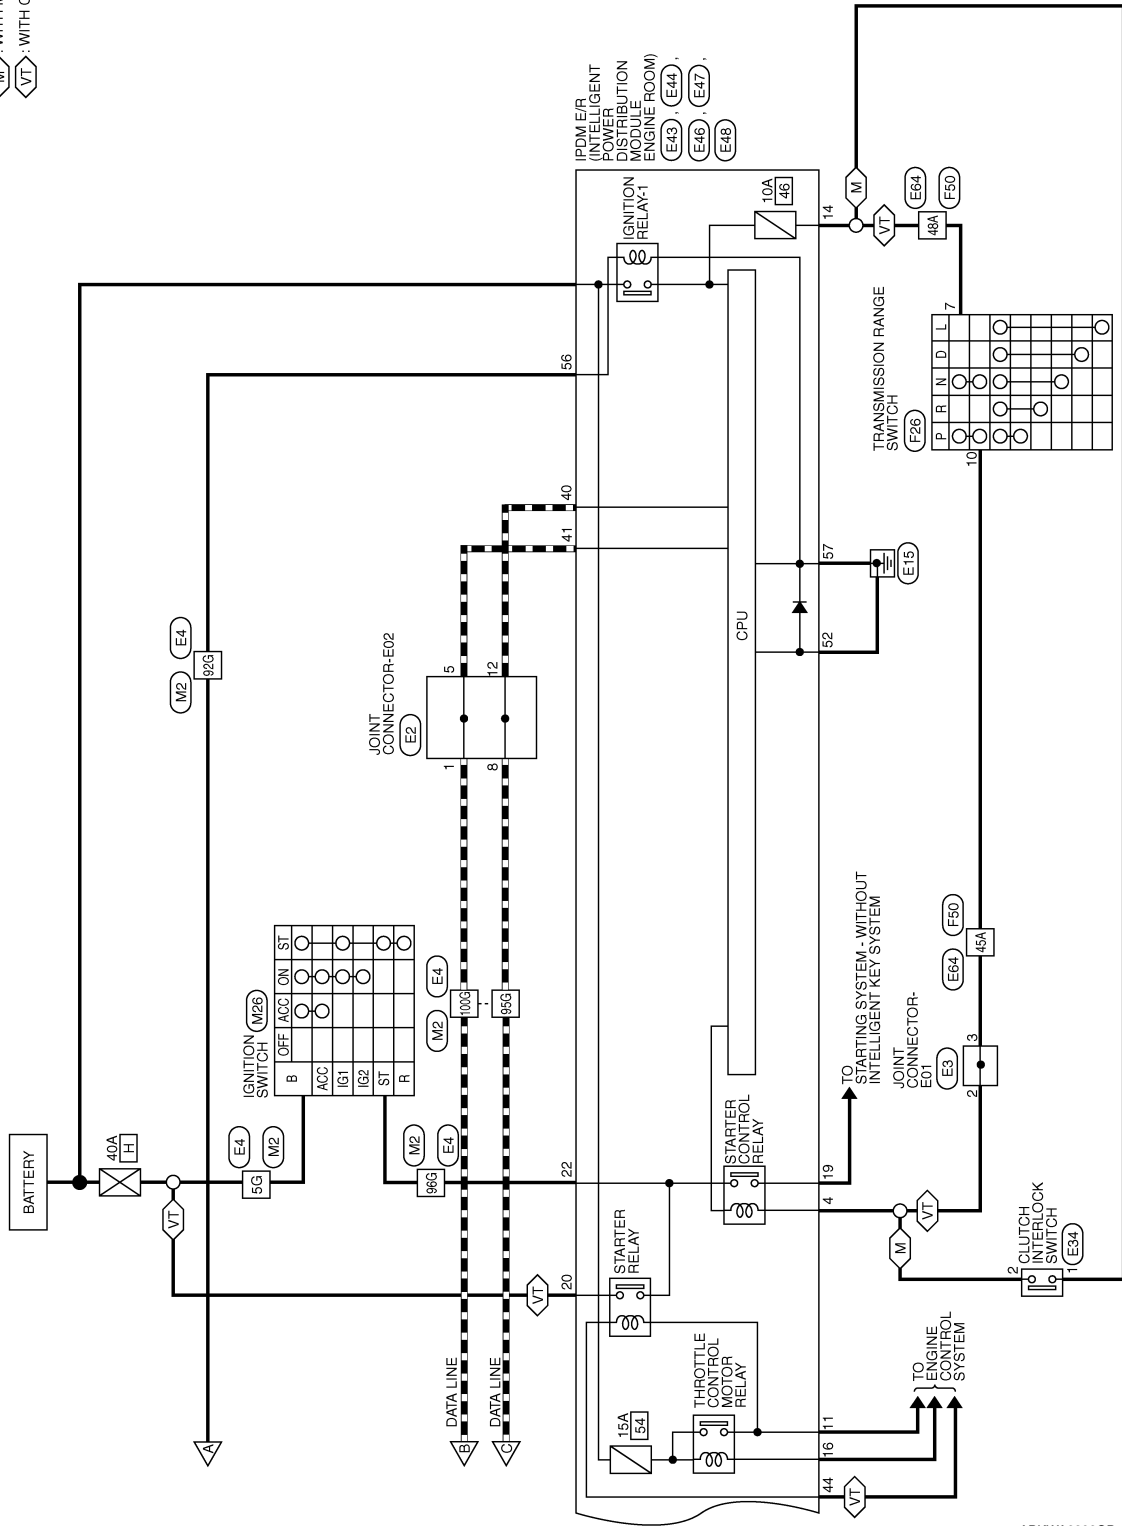 VT
: WITH
BATTERY
40A
H
VT
E4
M2
5G
IGNITION
SWITCH
M26
OFF
ACC
ON
ST
B
ACC
IG1
IG2
ST
R
M2
E4
96G
M2
E4
92G
A
DATA LINE
B
DATA LINE
C
M2
E4
100G
95G
JOINT
CONNECTOR-E02
E2
1
5
8
12
VT
20
22
41
40
56
IPDM E/R
(INTELLIGENT
POWER
DISTRIBUTION
MODULE
ENGINE ROOM)
E43 , E44 ,
E46 , E47 ,
E48
15A
54
THROTTLE
CONTROL
MOTOR
RELAY
STARTER
RELAY
STARTER
CONTROL
RELAY
CPU
IGNITION
RELAY-1
10A
46
44
16
11
4
19
52
57
14
VT
TO
ENGINE
CONTROL
SYSTEM
M
VT
2
CLUTCH
INTERLOCK
SWITCH
1
E34
TO
STARTING SYSTEM - WITHOUT
INTELLIGENT KEY SYSTEM
JOINT
CONNECTOR-
E01
E3
2
3
E64
F50
45A
E15
TRANSMISSION RANGE
SWITCH
F26
10
7
P
R
N
D
L
M
VT
E64
F50
48A